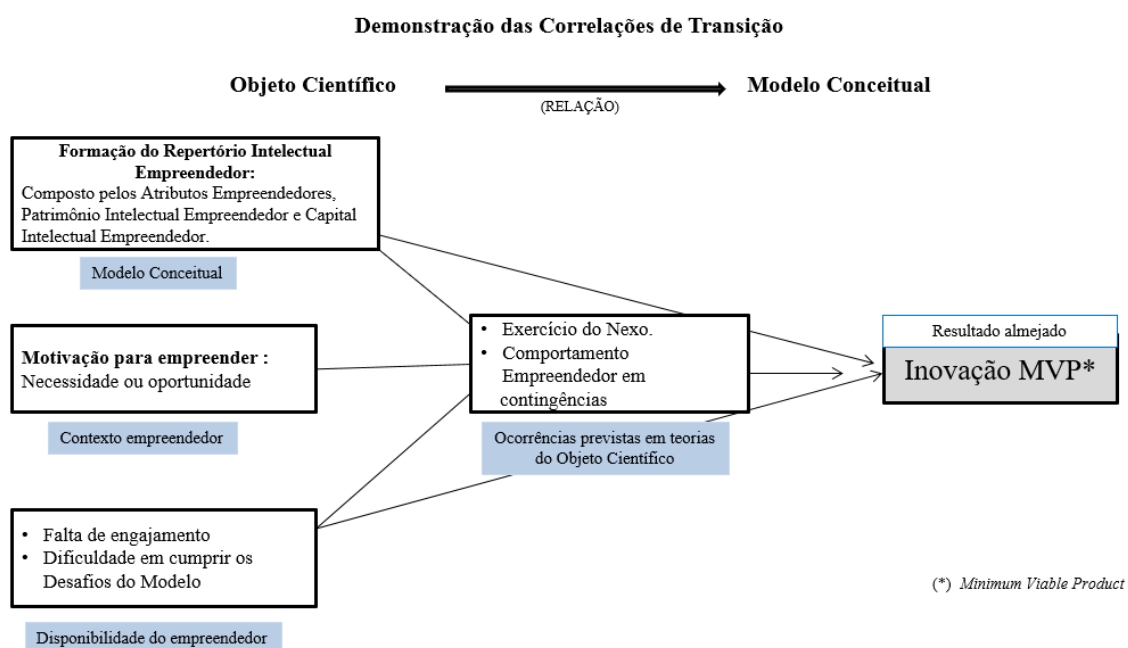 Demonstração das Correlações de Transição
Objeto Científico
Modelo Conceitual
(RELAÇÃO)
Formação do Repertório Intelectual
Empreendedor:
Composto pelos Atributos Empreendedores,
Patrimônio Intelectual Empreendedor e Capital
Intelectual Empreendedor.
Modelo Conceitual
Motivação para empreender :
Necessidade ou oportunidade
Contexto empreendedor
• Falta de engajamento
• Dificuldade em cumprir os
Desafios do Modelo
Disponibilidade do empreendedor
• Exercício do Nexo.
• Comportamento
Empreendedor em
contingências
Ocorrências previstas em teorias
do Objeto Científico
Resultado almejado
Inovação MVP*
(*) Minimum Viable Product